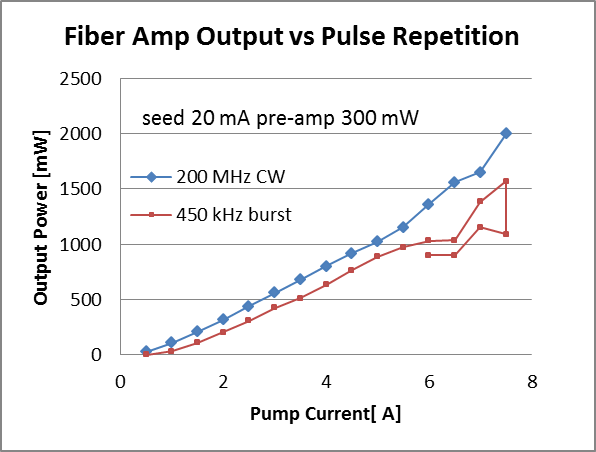 Fiber Amp Output vs Pulse Repetition
2500
seed 20 mA pre-amp 300 mW
2000
200 MHz CW
1500
450 kHz burst
1000
500
0
Output Power [mW]
0 2 4 6 8
Pump Current[ A]